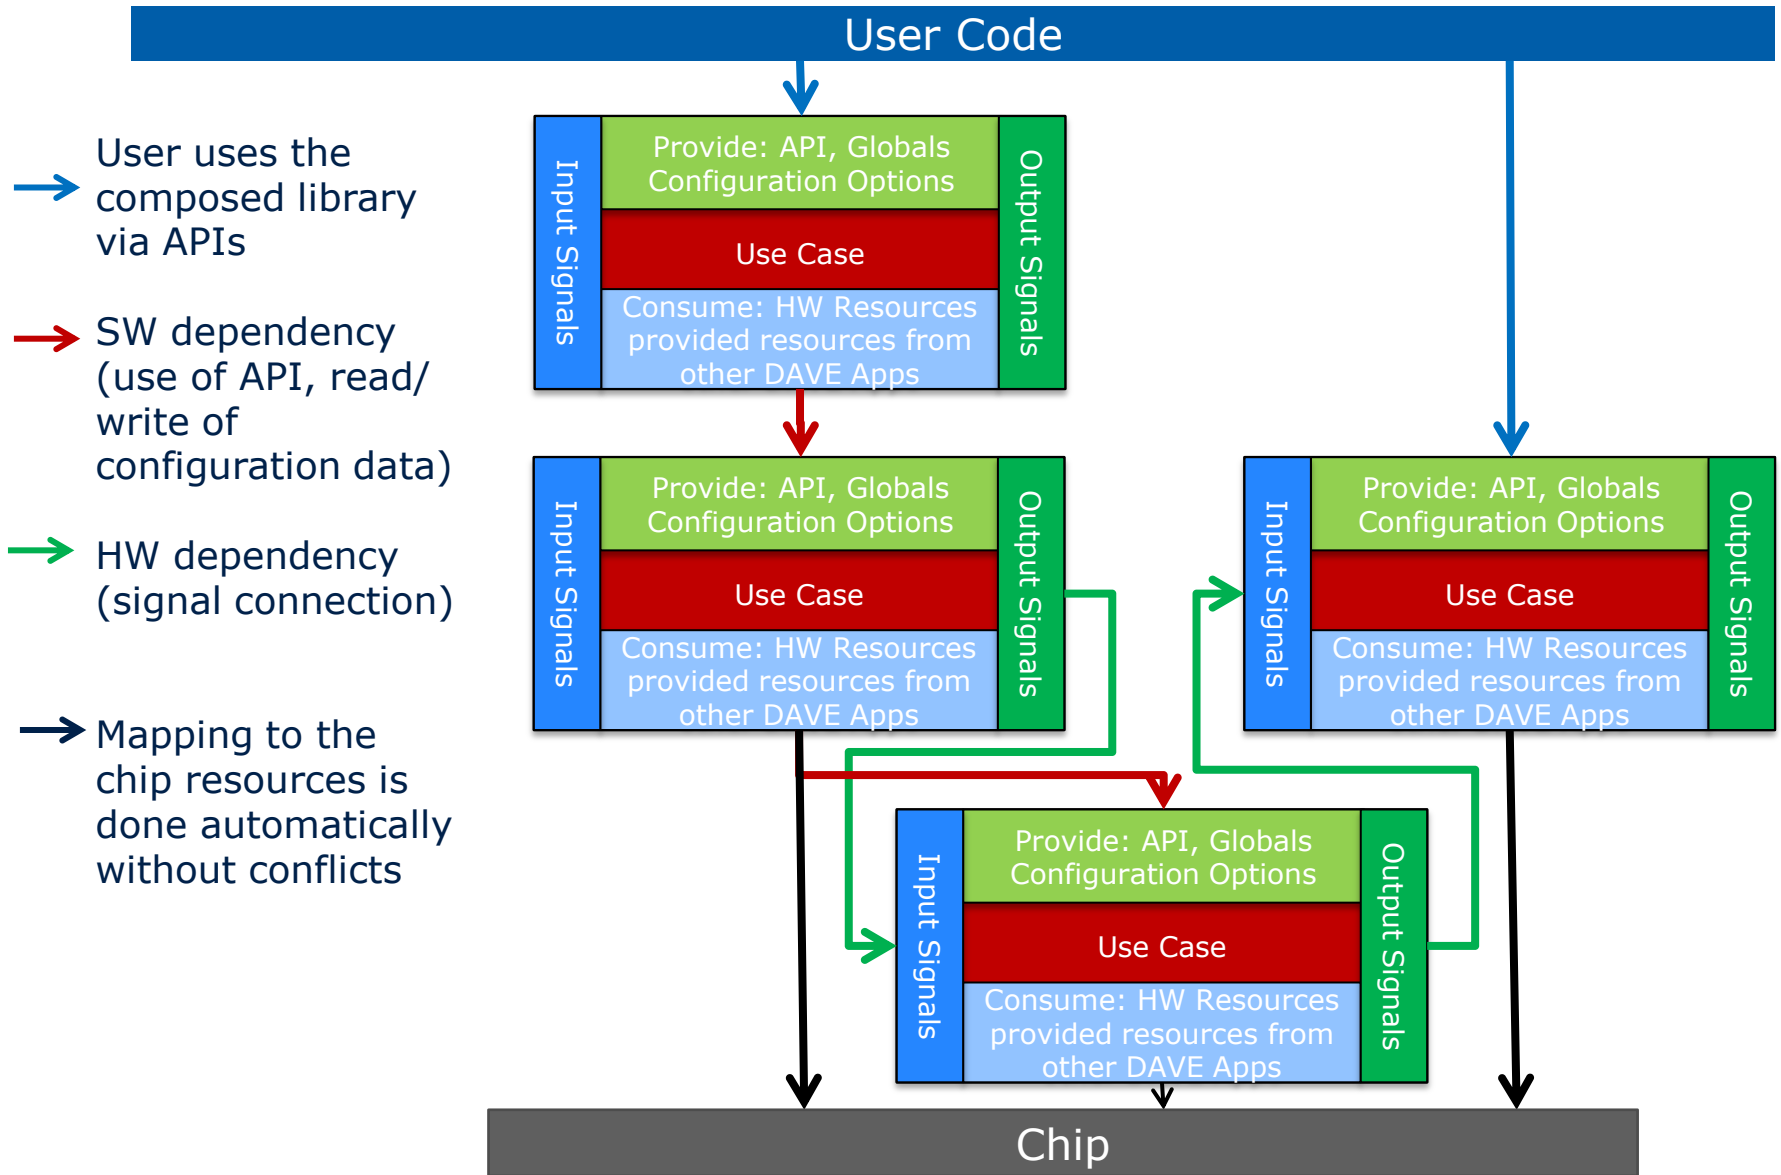 User Code
User uses the
composed library
via APIs
SW dependency
(use of API, read/
write of
configuration data)
HW dependency
(signal connection)
Mapping to the
chip resources is
done automatically
without conflicts
Input Signals
Provide: API, Globals
Configuration Options
Use Case
Consume: HW Resources
provided resources from
other DAVE Apps
Output Signals
Input Signals
Provide: API, Globals
Configuration Options
Use Case
Consume: HW Resources
provided resources from
other DAVE Apps
Output Signals
Input Signals
Provide: API, Globals
Configuration Options
Use Case
Consume: HW Resources
provided resources from
other DAVE Apps
Output Signals
Input Signals
Provide: API, Globals
Configuration Options
Use Case
Consume: HW Resources
provided resources from
other DAVE Apps
Output Signals
Chip